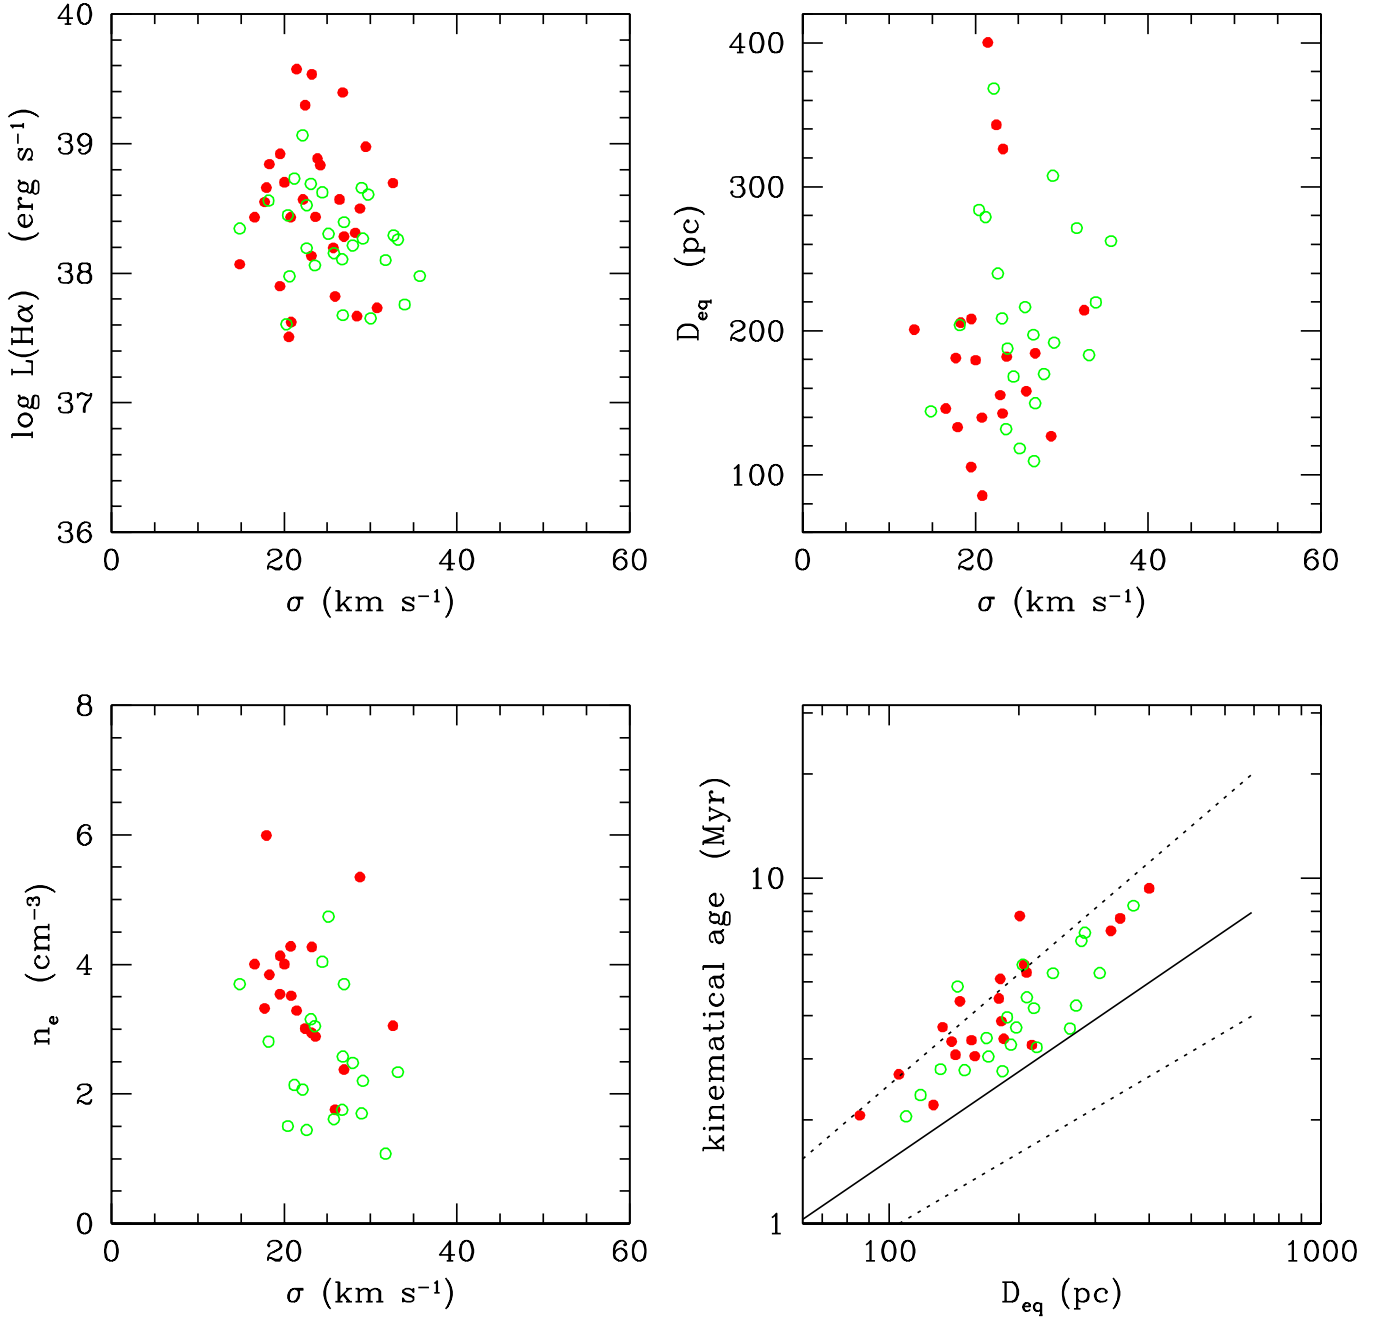 40
39
38
37
36
log L(Hα) (erg s⁻¹)
0 20 40 60
σ (km s⁻¹)
400
300
200
100
D_eq (pc)
0 20 40 60
σ (km s⁻¹)
8
6
4
2
0
n_e (cm⁻³)
0 20 40 60
σ (km s⁻¹)
10
1
kinematical age (Myr)
100 1000
D_eq (pc)